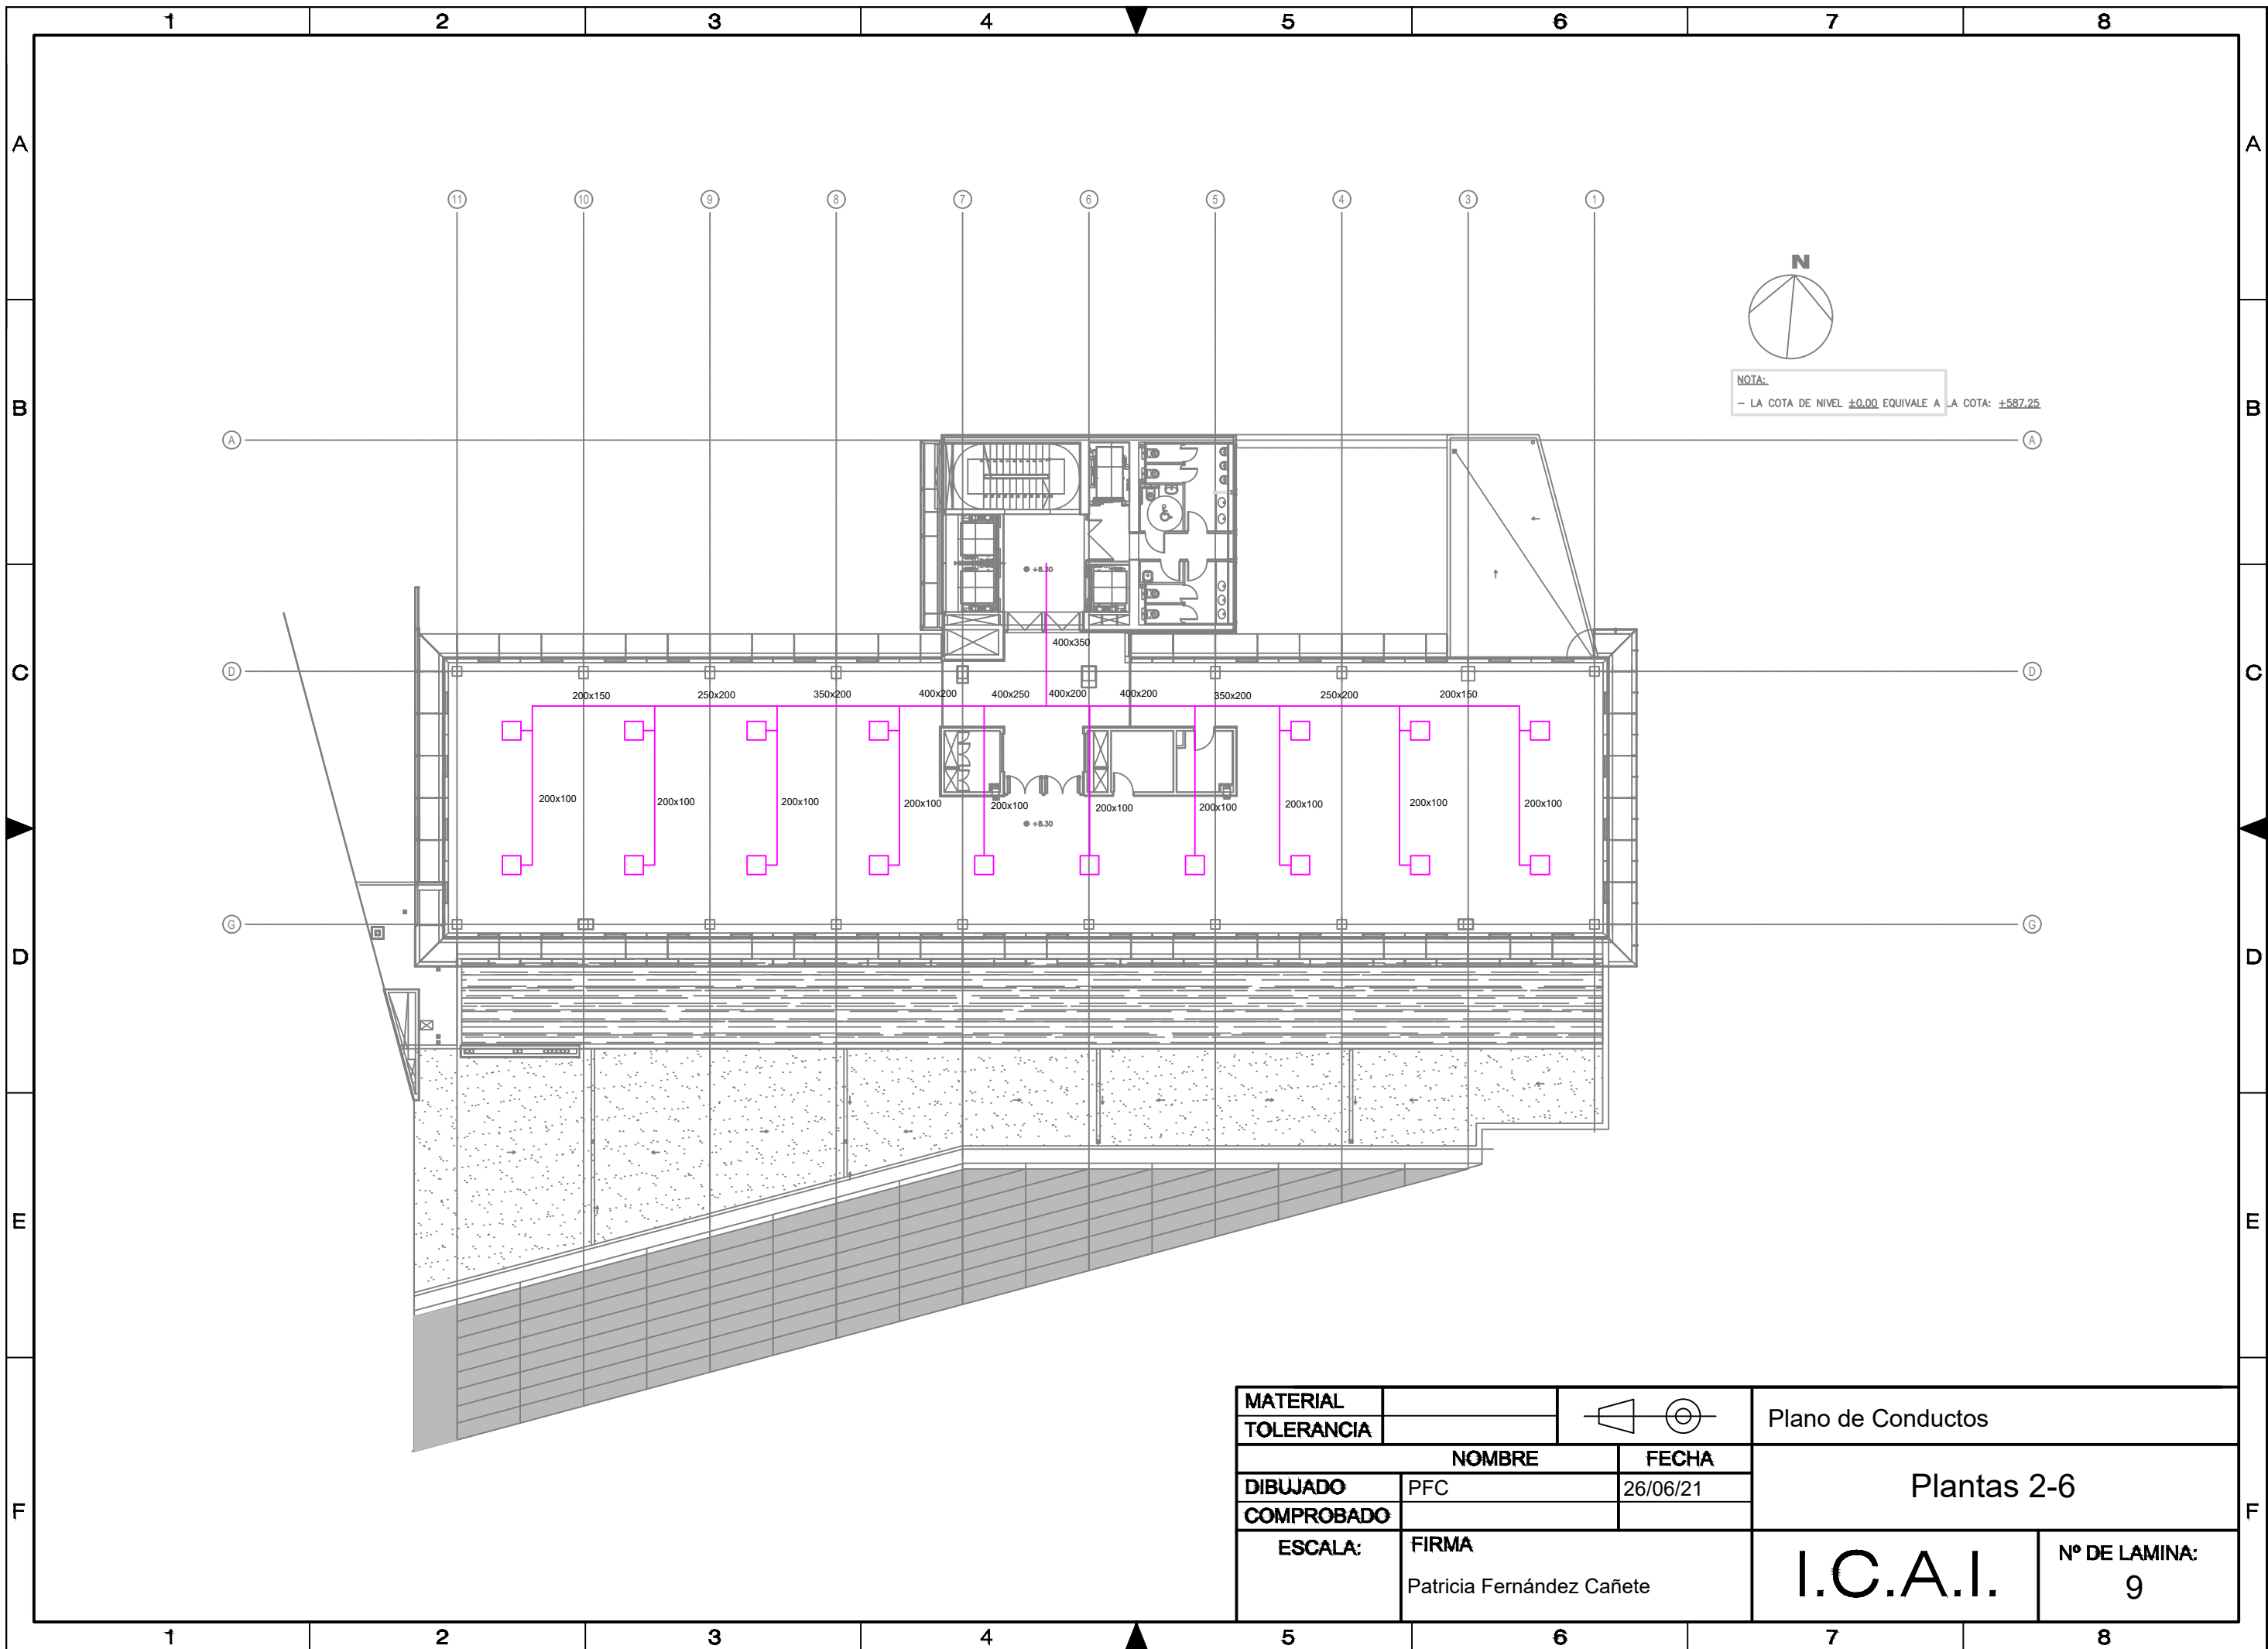 1 2 3 4 5 6 7 8
A A
11 10 9 8 7 6 5 4 3 1
N
NOTA:
– LA COTA DE NIVEL ±0.00 EQUIVALE A LA COTA: +587.25
B B
A A
+8.30
C C
400x350
D D
200x150 250x200 350x200 400x200 400x250 400x200 400x200 350x200 250x200 200x150
200x100 200x100 200x100 200x100 200x100 200x100 200x100 200x100 200x100 200x100
+8.30
G G
D D
E E
MATERIAL
TOLERANCIA
Plano de Conductos
NOMBRE FECHA
DIBUJADO PFC 26/06/21
COMPROBADO
Plantas 2-6
F F
ESCALA: FIRMA
Patricia Fernández Cañete
I.C.A.I.
Nº DE LAMINA:
9
1 2 3 4 5 6 7 8